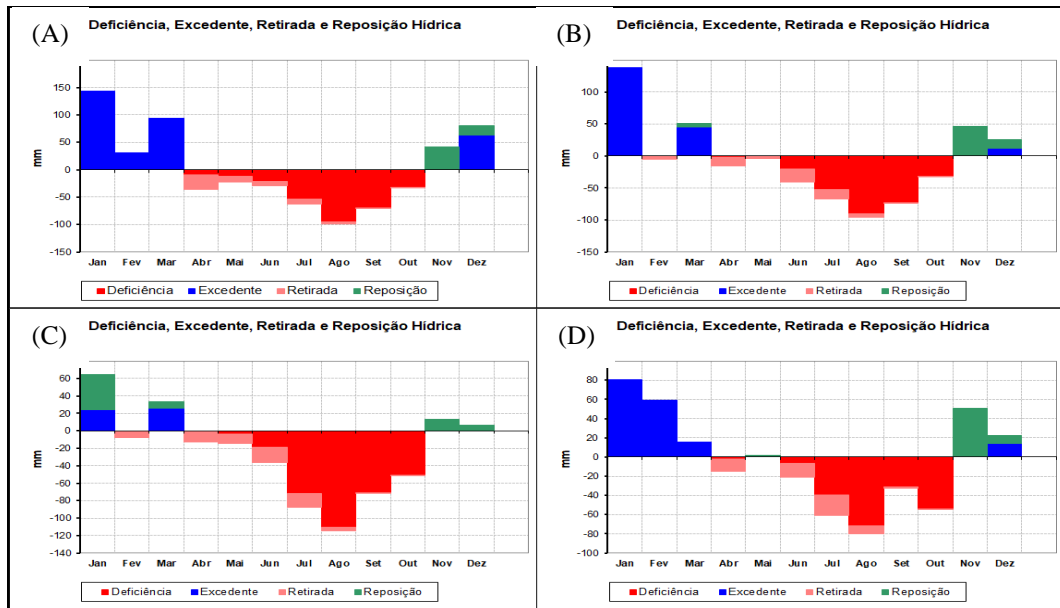 (A)
Deficiência, Excedente, Retirada e Reposição Hídrica
150
100
50
0
-50
-100
-150
mm
Jan Fev Mar Abr Mai Jun Jul Ago Set Out Nov Dez
Deficiência Excedente Retirada Reposição
(B)
Deficiência, Excedente, Retirada e Reposição Hídrica
100
50
0
-50
-100
-150
mm
Jan Fev Mar Abr Mai Jun Jul Ago Set Out Nov Dez
Deficiência Excedente Retirada Reposição
(C)
Deficiência, Excedente, Retirada e Reposição Hídrica
60
40
20
0
-20
-40
-60
-80
-100
-120
-140
mm
Jan Fev Mar Abr Mai Jun Jul Ago Set Out Nov Dez
Deficiência Excedente Retirada Reposição
(D)
Deficiência, Excedente, Retirada e Reposição Hídrica
80
60
40
20
0
-20
-40
-60
-80
-100
mm
Jan Fev Mar Abr Mai Jun Jul Ago Set Out Nov Dez
Deficiência Excedente Retirada Reposição